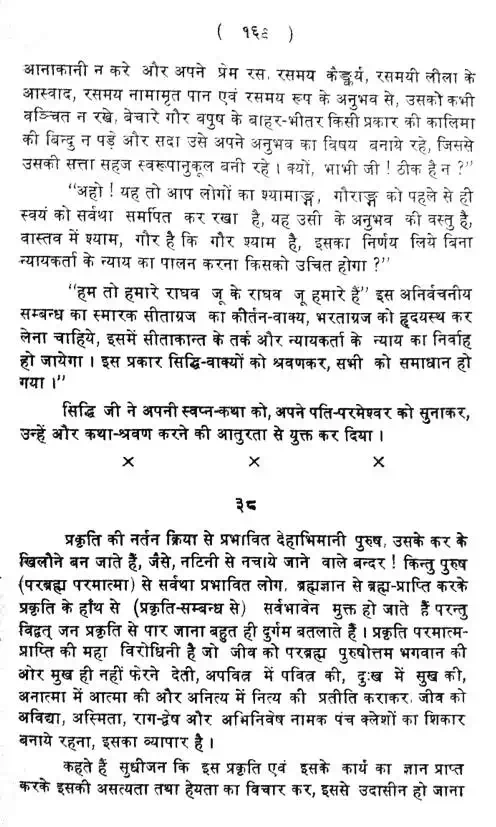 ( १६९ )
आनाकानी न करे और अपने प्रेम रस, रसमय कैङ्कर्य, रसमयी लीला के
आस्वाद, रसमय नामामृत पान एवं रसमय रूप के अनुभव से, उसको कभी
वञ्चित न रखे, बेचारे गौर बपुष के बाहर-भीतर किसी प्रकार की कालिमा
की बिन्दु न पड़े और सदा उसे अपने अनुभव का विषय बनाये रहे, जिससे
उसकी सत्ता सहज स्वरूपानुकूल बनी रहे । क्यों, भाभी जी ! ठीक है न ?”
“अहो ! यह तो आप लोगों का श्यामाङ्ग, गौराङ्ग को पहले से ही
स्वयं को सर्वथा समर्पित कर रखा है, यह उसी के अनुभव की वस्तु है,
वास्तव में श्याम, गौर है कि गौर श्याम है, इसका निर्णय लिये बिना
न्यायकर्ता के न्याय का पालन करना किसको उचित होगा ?”
“हम तो हमारे राघव जू के राघव जू हमारे हैं” इस अनिर्वचनीय
सम्बन्ध का स्मारक सीताग्रज का कीर्तन-वाक्य, भरताग्रज को हृदयस्थ कर
लेना चाहिये, इसमें सीताकान्त के तर्क और न्यायकर्ता के न्याय का निर्वाह
हो जायेगा । इस प्रकार सिद्धि-वाक्यों को श्रवणकर, सभी को समाधान हो
गया ।”
सिद्धि जी ने अपनी स्वप्न-कथा को, अपने पति-परमेश्वर को सुनाकर,
उन्हें और कथा-श्रवण करने की आतुरता से युक्त कर दिया ।
× × ×
३८
प्रकृति की नर्तन क्रिया से प्रभावित देहाभिमानी पुरुष, उसके कर के
खिलौने बन जाते हैं, जैसे, नटिनी से नचाये जाने वाले बन्दर ! किन्तु पुरुष
(परब्रह्म परमात्मा) से सर्वथा प्रभावित लोग, ब्रह्मज्ञान से ब्रह्म-प्राप्ति करके
प्रकृति के हाँथ से (प्रकृति-सम्बन्ध से) सर्वभावेन मुक्त हो जाते हैं परन्तु
विद्वत् जन प्रकृति से पार जाना बहुत ही दुर्गम बतलाते हैं । प्रकृति परमात्म-
प्राप्ति की महा विरोधिनी है जो जीव को परब्रह्म पुरुषोत्तम भगवान की
ओर मुख ही नहीं फेरने देती, अपवित्र में पवित्र की, दुःख में सुख की,
अनात्मा में आत्मा की और अनित्य में नित्य की प्रतीति कराकर, जीव को
अविद्या, अस्मिता, राग-द्वेष और अभिनिवेष नामक पंच क्लेशों का शिकार
बनाये रहना, इसका व्यापार है ।
कहते हैं सुधीजन कि इस प्रकृति एवं इसके कार्य का ज्ञान प्राप्त
करके इसकी असत्यता तथा हेयता का विचार कर, इससे उदासीन हो जाना